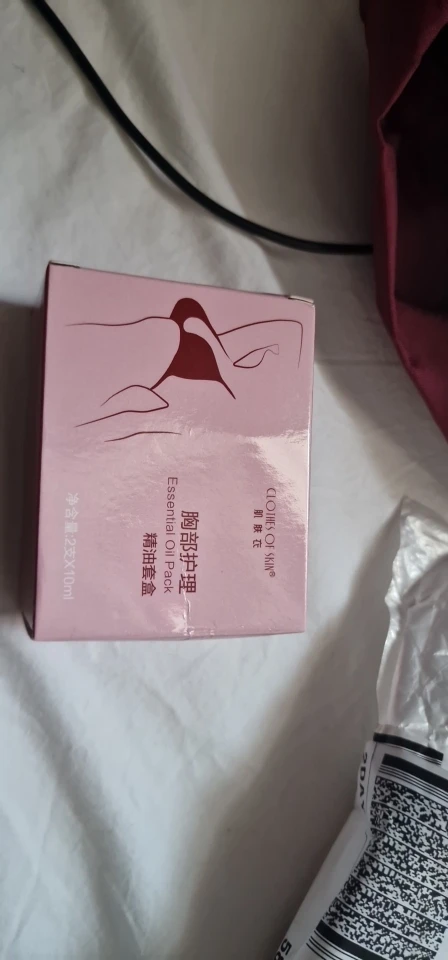 CLOTHES OF SKIN®
肌肤衣
胸部护理
Essential Oil Pack
精油套盒
净含量:2支X10ml